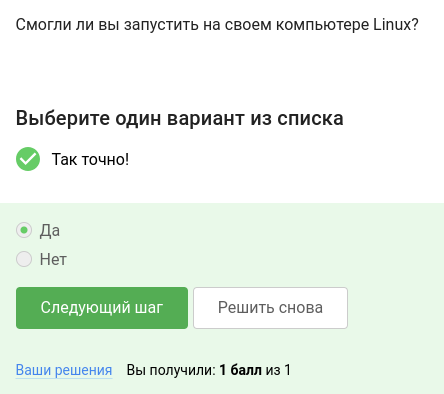 Смогли ли вы запустить на своем компьютере Linux?
Выберите один вариант из списка
Так точно!
Да
Нет
Следующий шаг Решить снова
Ваши решения Вы получили: 1 балл из 1